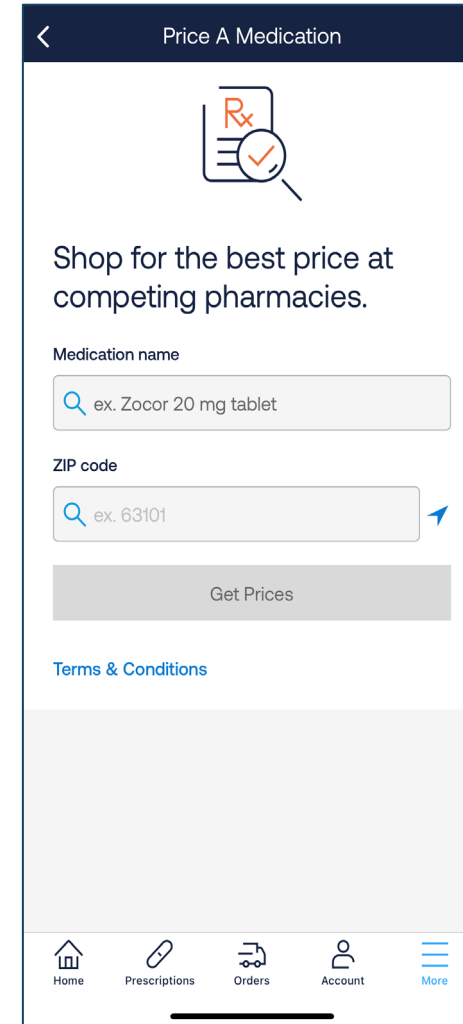 Price A Medication
Rx
Shop for the best price at
competing pharmacies.
Medication name
ex. Zocor 20 mg tablet
ZIP code
ex. 63101
Get Prices
Terms & Conditions
Home Prescriptions Orders Account More